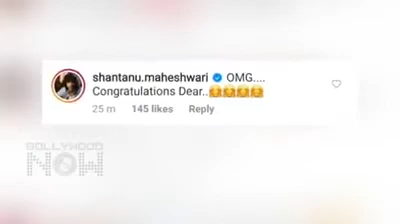 shantanu.maheshwari OMG....
Congratulations Dear..😂😂😂😂
25 m 145 likes Reply
BOLLYWOOD
NOW